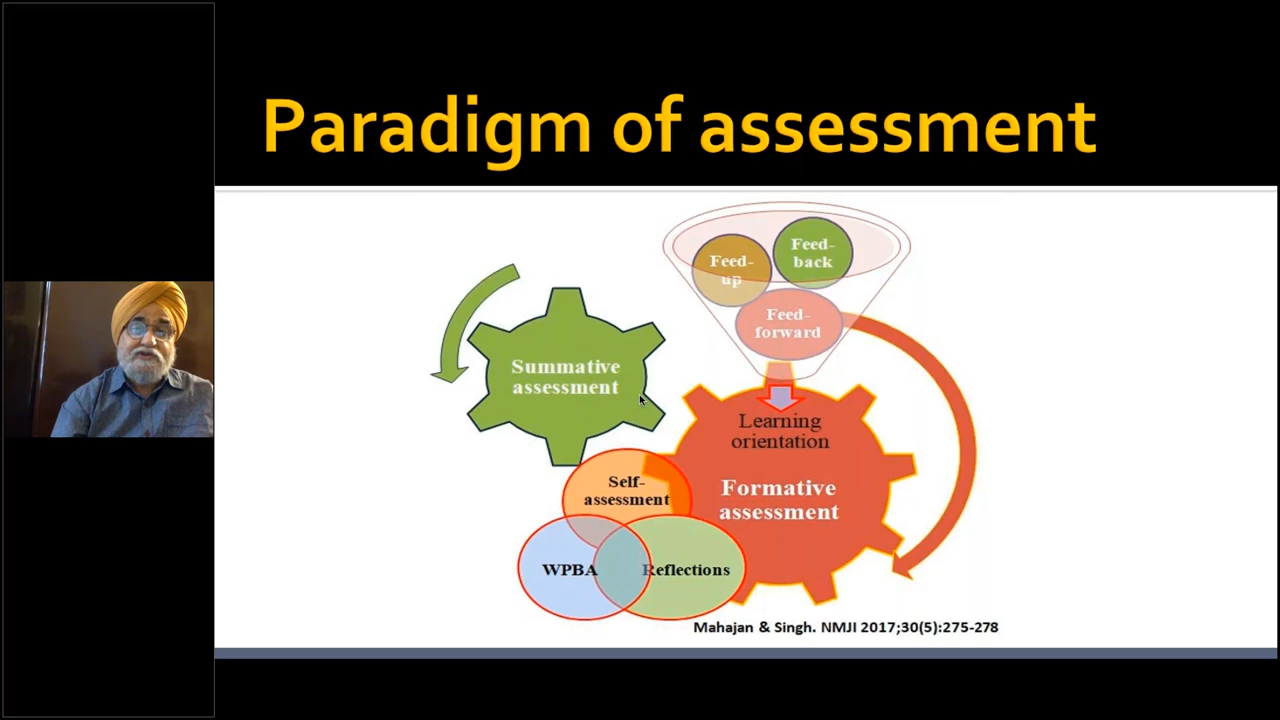 Paradigm of assessment
Feed-
up
Feed-
back
Feed-
forward
Summative
assessment
Learning
orientation
Formative
assessment
Self-
assessment
WPBA
Reflections
Mahajan & Singh. NMJI 2017;30(5):275-278